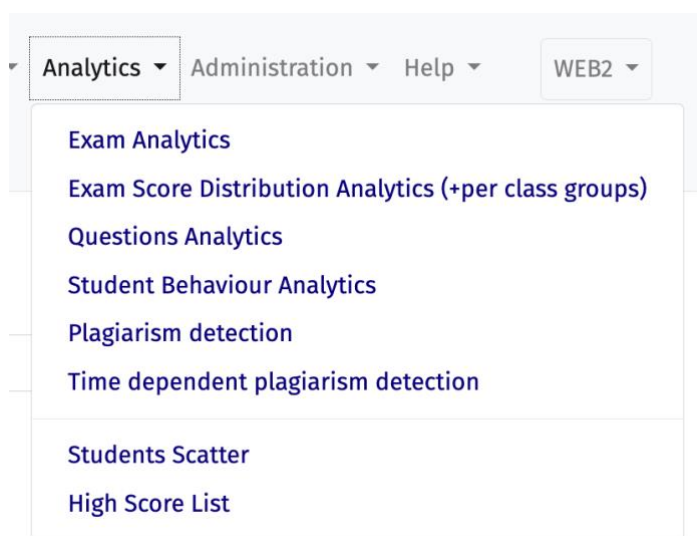 Analytics Administration Help WEB2
Exam Analytics
Exam Score Distribution Analytics (+per class groups)
Questions Analytics
Student Behaviour Analytics
Plagiarism detection
Time dependent plagiarism detection
Students Scatter
High Score List